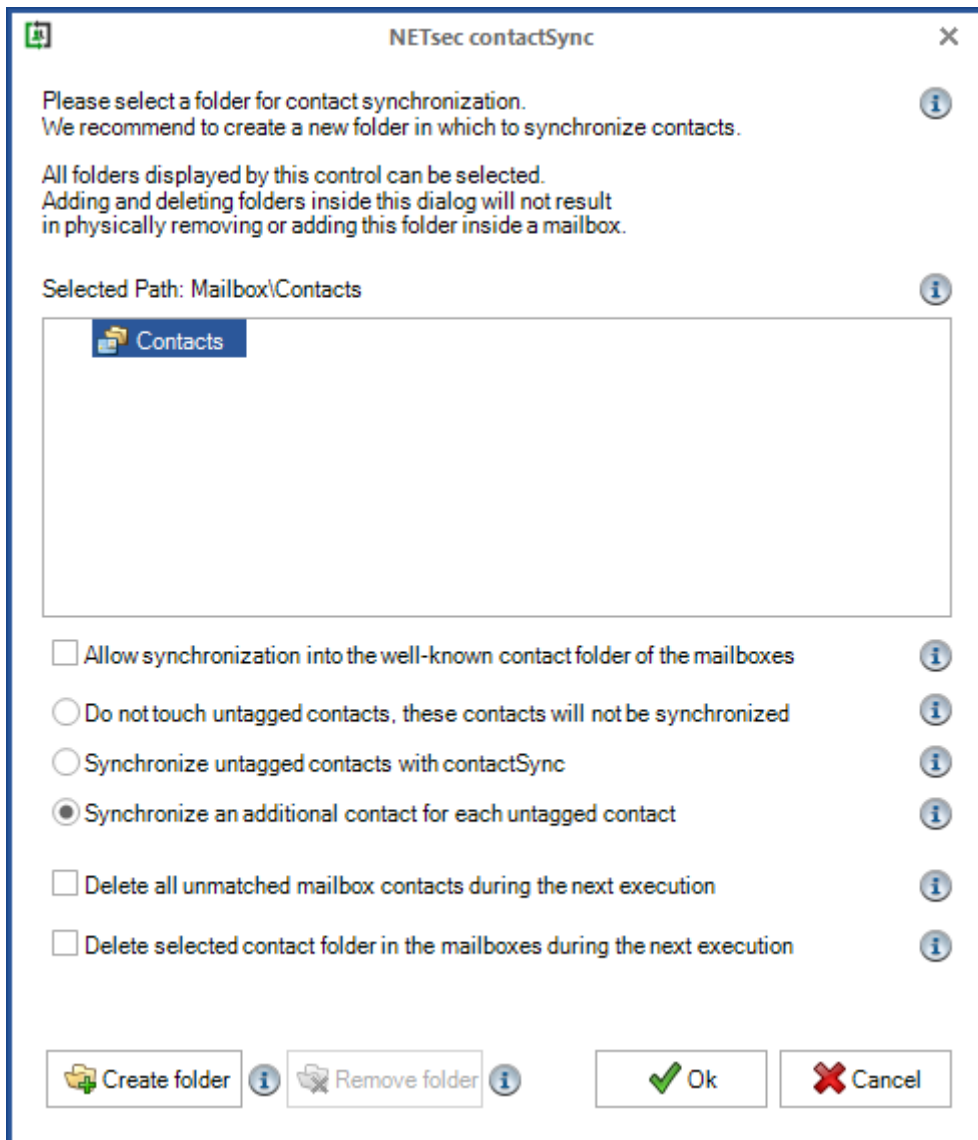 NETsec contactSync
Please select a folder for contact synchronization.
We recommend to create a new folder in which to synchronize contacts.
All folders displayed by this control can be selected.
Adding and deleting folders inside this dialog will not result
in physically removing or adding this folder inside a mailbox.
Selected Path: Mailbox\Contacts
Contacts
Allow synchronization into the well-known contact folder of the mailboxes
Do not touch untagged contacts, these contacts will not be synchronized
Synchronize untagged contacts with contactSync
Synchronize an additional contact for each untagged contact
Delete all unmatched mailbox contacts during the next execution
Delete selected contact folder in the mailboxes during the next execution
Create folder Remove folder Ok Cancel